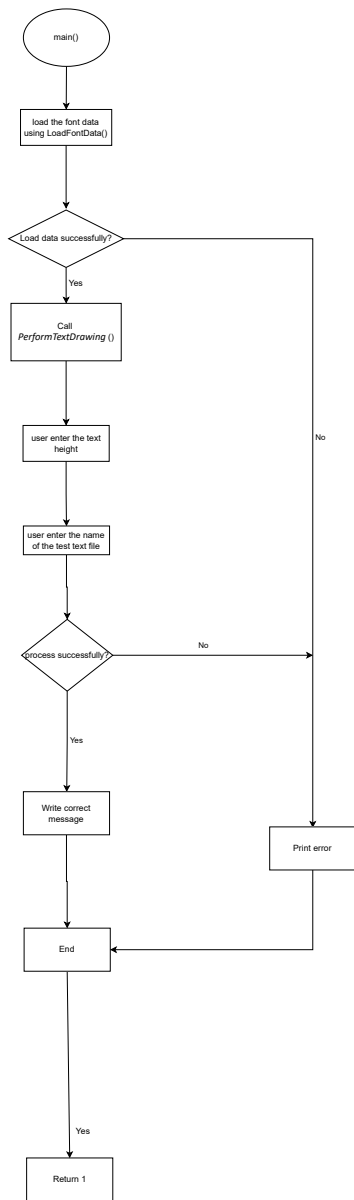 main()
load the font data
using LoadFontData()
Load data successfully?
Yes
Call
PerformTextDrawing ()
user enter the text
height
No
user enter the name
of the test text file
process successfully?
No
Yes
Write correct
message
Print error
End
Yes
Return 1